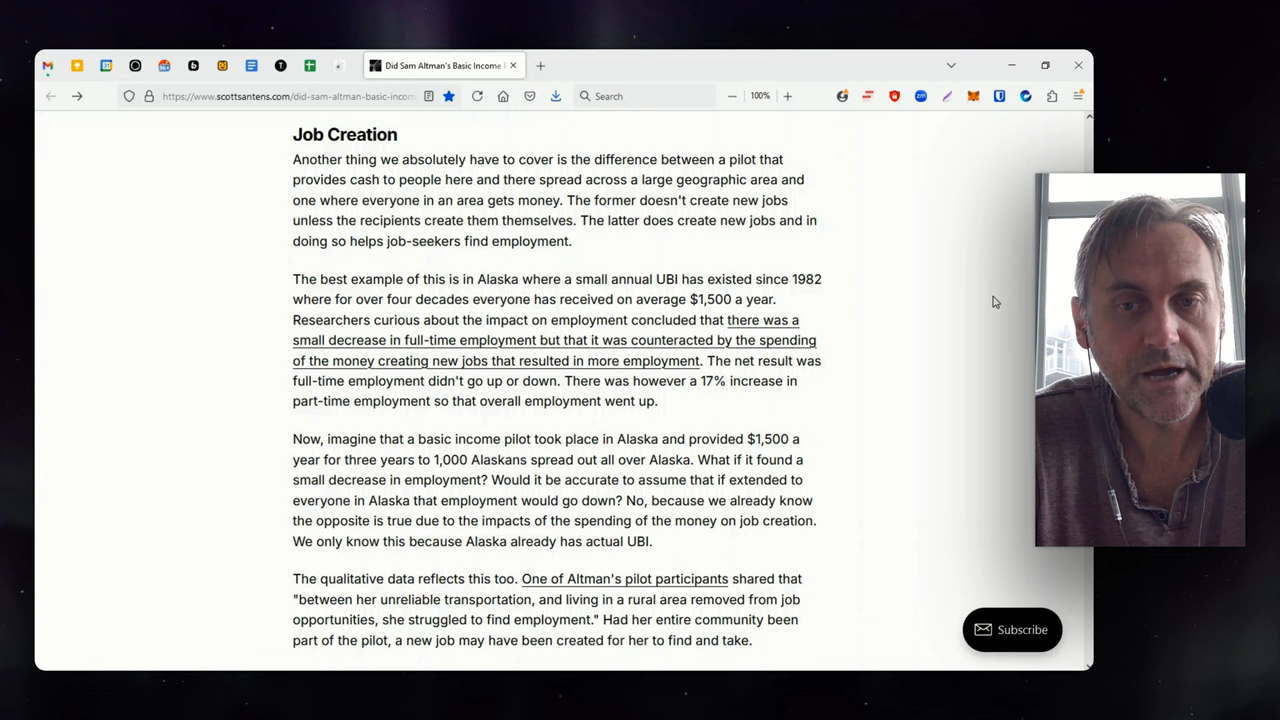 Did Sam Altman's Basic Income E
https://www.scottsantens.com/did-sam-altman-basic-incom
Search
100%
Job Creation
Another thing we absolutely have to cover is the difference between a pilot that
provides cash to people here and there spread across a large geographic area and
one where everyone in an area gets money. The former doesn't create new jobs
unless the recipients create them themselves. The latter does create new jobs and in
doing so helps job-seekers find employment.
The best example of this is in Alaska where a small annual UBI has existed since 1982
where for over four decades everyone has received on average $1,500 a year.
Researchers curious about the impact on employment concluded that there was a
small decrease in full-time employment but that it was counteracted by the spending
of the money creating new jobs that resulted in more employment. The net result was
full-time employment didn't go up or down. There was however a 17% increase in
part-time employment so that overall employment went up.
Now, imagine that a basic income pilot took place in Alaska and provided $1,500 a
year for three years to 1,000 Alaskans spread out all over Alaska. What if it found a
small decrease in employment? Would it be accurate to assume that if extended to
everyone in Alaska that employment would go down? No, because we already know
the opposite is true due to the impacts of the spending of the money on job creation.
We only know this because Alaska already has actual UBI.
The qualitative data reflects this too. One of Altman's pilot participants shared that
"between her unreliable transportation, and living in a rural area removed from job
opportunities, she struggled to find employment." Had her entire community been
part of the pilot, a new job may have been created for her to find and take.
Subscribe